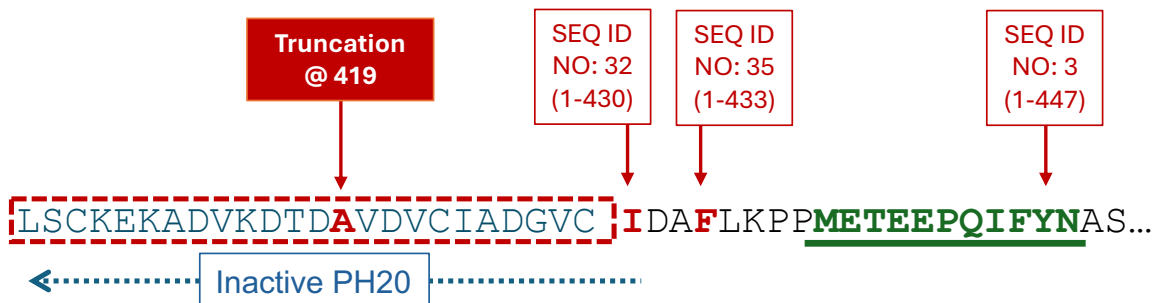 Truncation
@ 419
SEQ ID
NO: 32
(1-430)
SEQ ID
NO: 35
(1-433)
SEQ ID
NO: 3
(1-447)
LSCKEKADVKDTDAVDVCIADGVC IDAFLKPPMETEEPQIFYNAS…
Inactive PH20